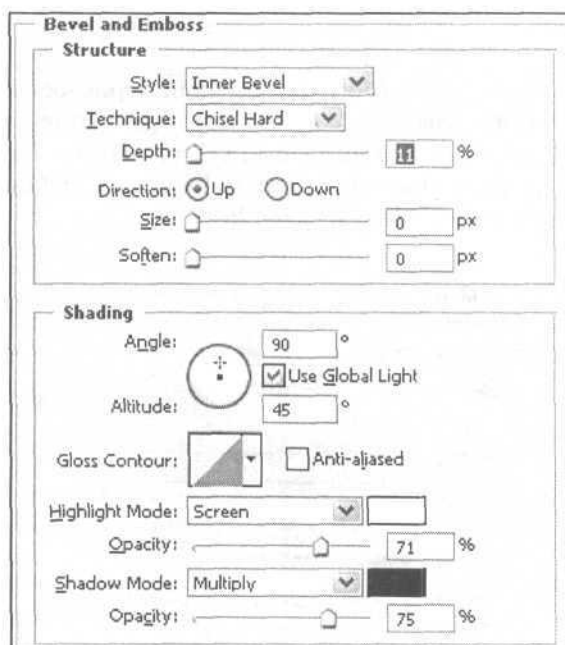 Bevel and Emboss
Structure
Style: Inner Bevel
Technique: Chisel Hard
Depth: 11 %
Direction: Up Down
Size: 0 px
Soften: 0 px
Shading
Angle: 90 °
Use Global Light
Altitude: 45 °
Gloss Contour: Anti-aliased
Highlight Mode: Screen
Opacity: 71 %
Shadow Mode: Multiply
Opacity: 75 %